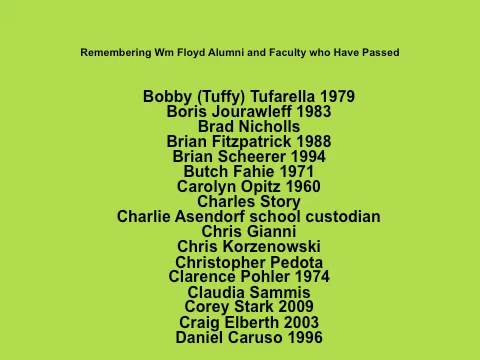 Remembering Wm Floyd Alumni and Faculty who Have Passed
Bobby (Tuffy) Tufarella 1979
Boris Jourawleff 1983
Brad Nicholls
Brian Fitzpatrick 1988
Brian Scheerer 1994
Butch Fahie 1971
Carolyn Opitz 1960
Charles Story
Charlie Asendorf school custodian
Chris Gianni
Chris Korzenowski
Christopher Pedota
Clarence Pohler 1974
Claudia Sammis
Corey Stark 2009
Craig Elberth 2003
Daniel Caruso 1996